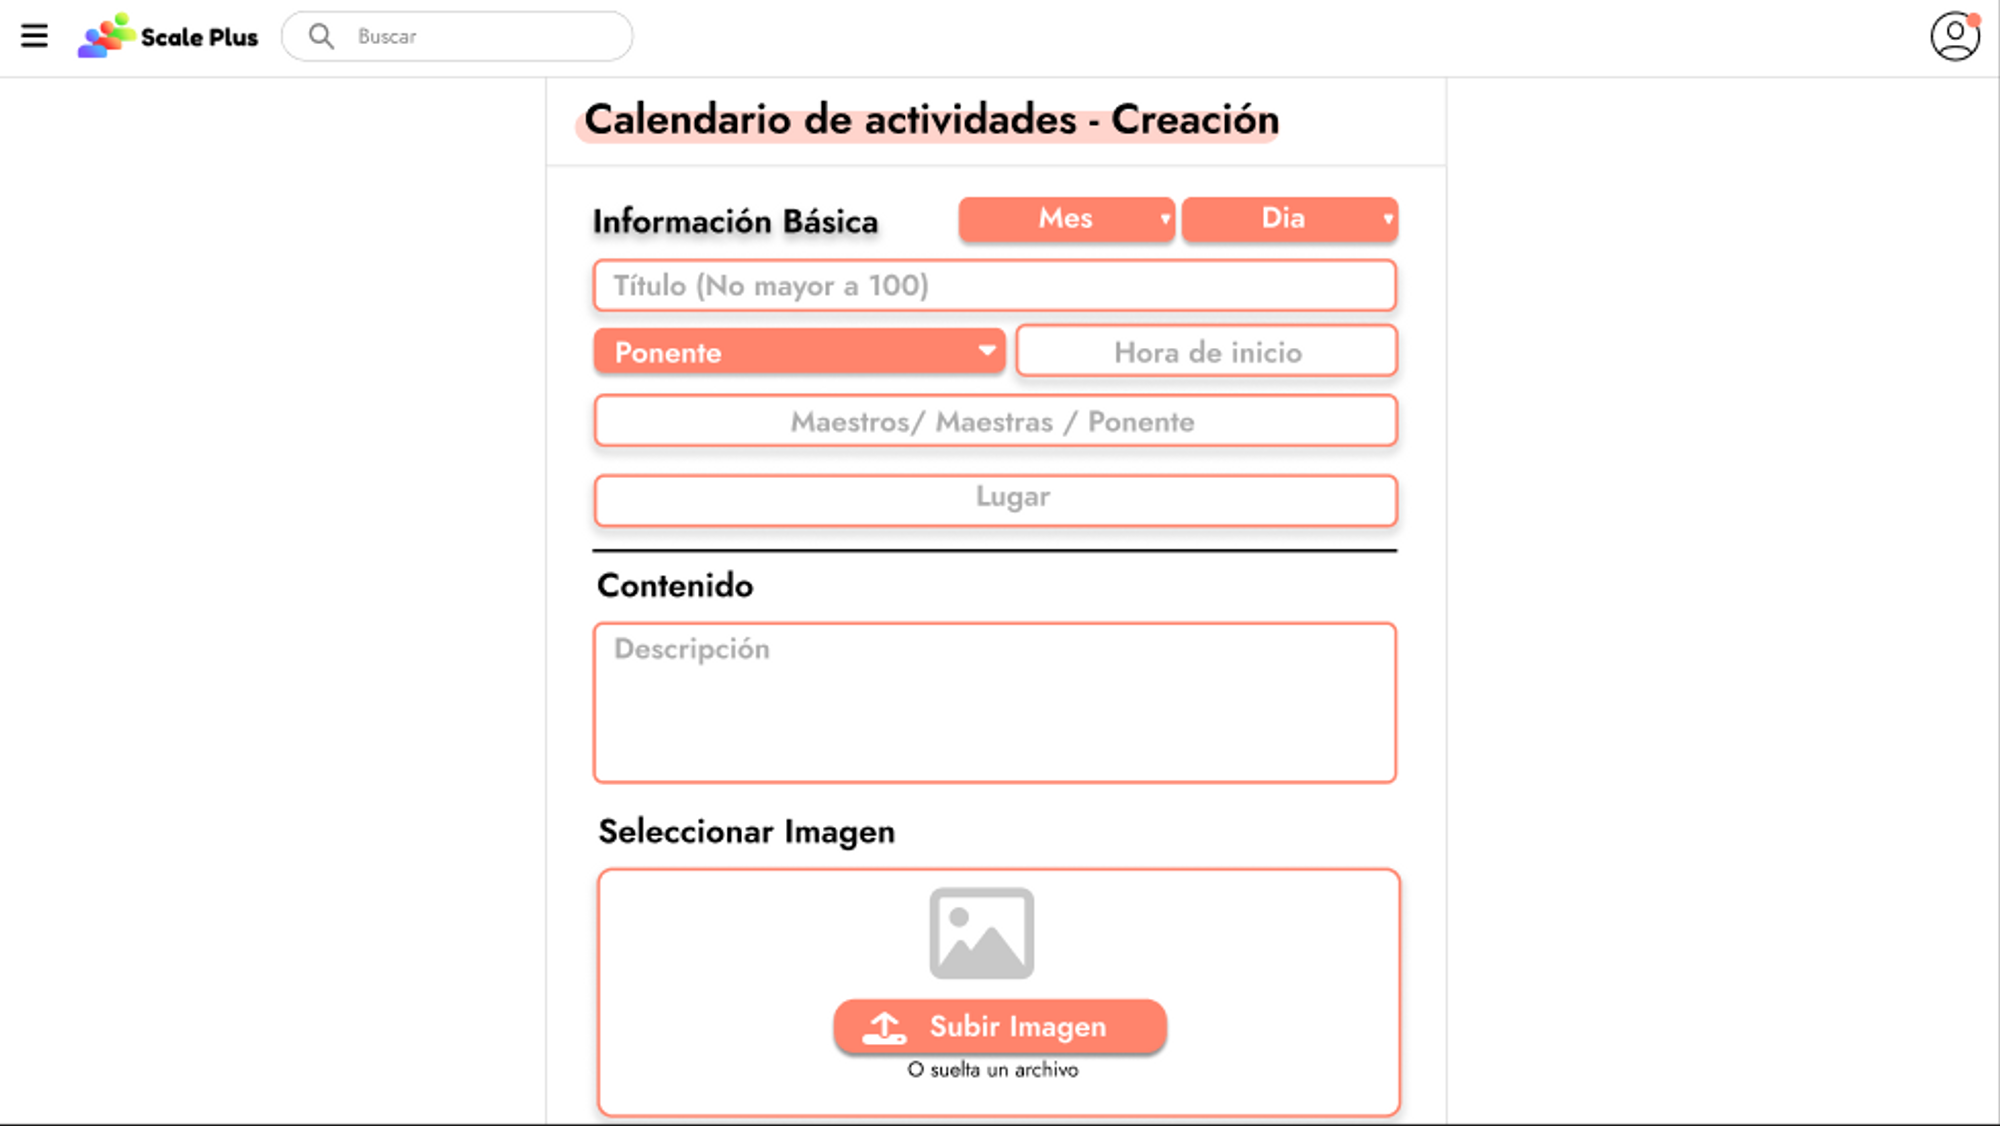 Scale Plus
Buscar
Calendario de actividades - Creación
Información Básica
Mes
Dia
Título (No mayor a 100)
Ponente
Hora de inicio
Maestros/ Maestras / Ponente
Lugar
Contenido
Descripción
Seleccionar Imagen
Subir Imagen
O suelta un archivo